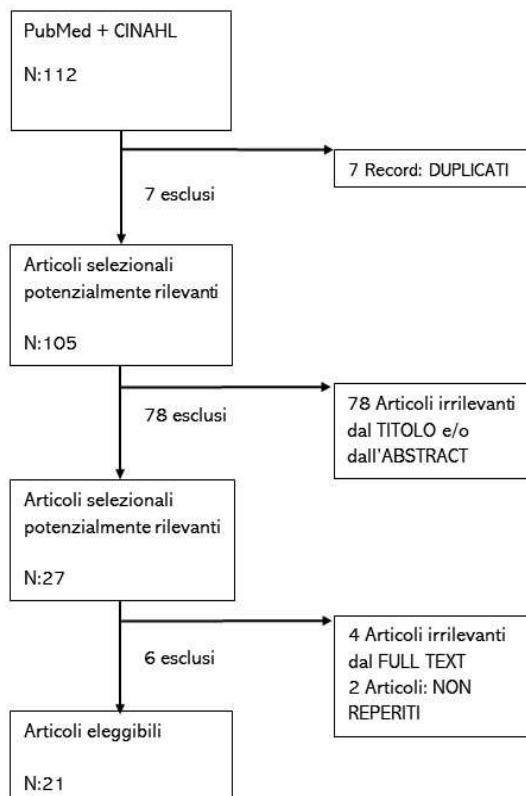 PubMed + CINAHL
N:112
7 Record: DUPLICATI
7 esclusi
Articoli selezionali
potenzialmente rilevanti
N:105
78 esclusi
78 Articoli irrilevanti
dal TITOLO e/o
dall'ABSTRACT
Articoli selezionali
potenzialmente rilevanti
N:27
6 esclusi
4 Articoli irrilevanti
dal FULL TEXT
2 Articoli: NON
REPERITI
Articoli eleggibili
N:21